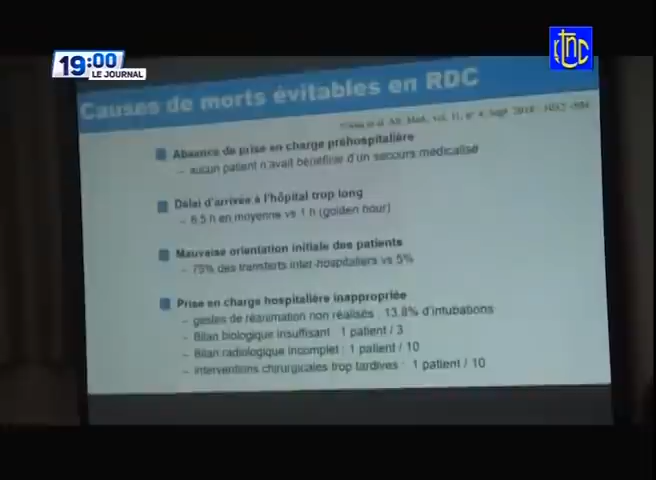 19:00
LE JOURNAL
rtnc
Causes de morts évitables en RDC
Absence de prise en charge préhospitalière
– aucun patient n'avait bénéficié d'un secours médicalisé
Délai d'arrivée à l'hôpital trop long
– 6,5 h en moyenne vs 1 h (golden hour)
Mauvaise orientation initiale des patients
– 75% des transferts inter-hospitaliers vs 5%
Prise en charge hospitalière inappropriée
– gestes de réanimation non réalisés : 13,8% d'intubations
– Bilan biologique insuffisant : 1 patient / 3
– Bilan radiologique incomplet : 1 patient / 10
– interventions chirurgicales trop tardives : 1 patient / 10